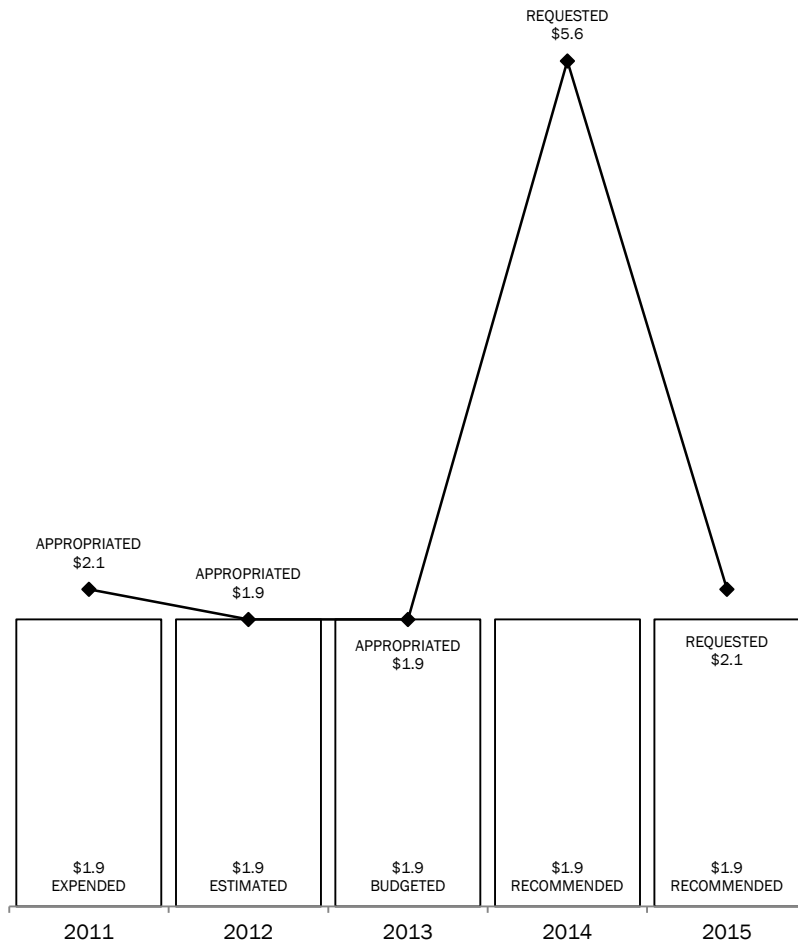 REQUESTED
$5.6
APPROPRIATED
$2.1
APPROPRIATED
$1.9
APPROPRIATED
$1.9
REQUESTED
$2.1
$1.9
EXPENDED
$1.9
ESTIMATED
$1.9
BUDGETED
$1.9
RECOMMENDED
$1.9
RECOMMENDED
2011
2012
2013
2014
2015